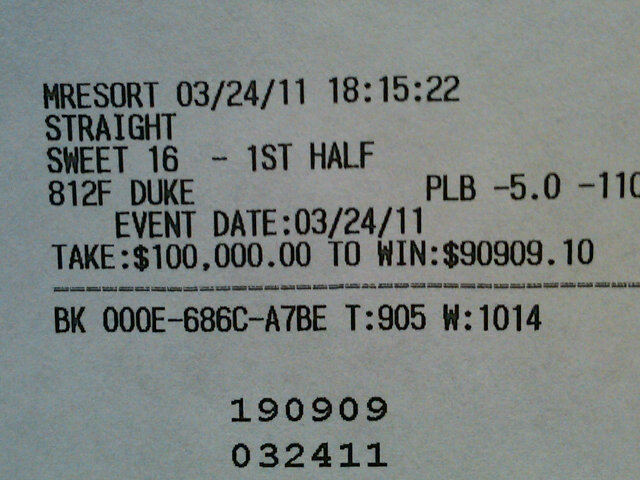 MRESORT 03/24/11 18:15:22
STRAIGHT
SWEET 16 - 1ST HALF
812F DUKE PLB -5.0 -110
EVENT DATE:03/24/11
TAKE:$100,000.00 TO WIN:$90909.10
BK 000E-686C-A7BE T:905 W:1014
190909
032411